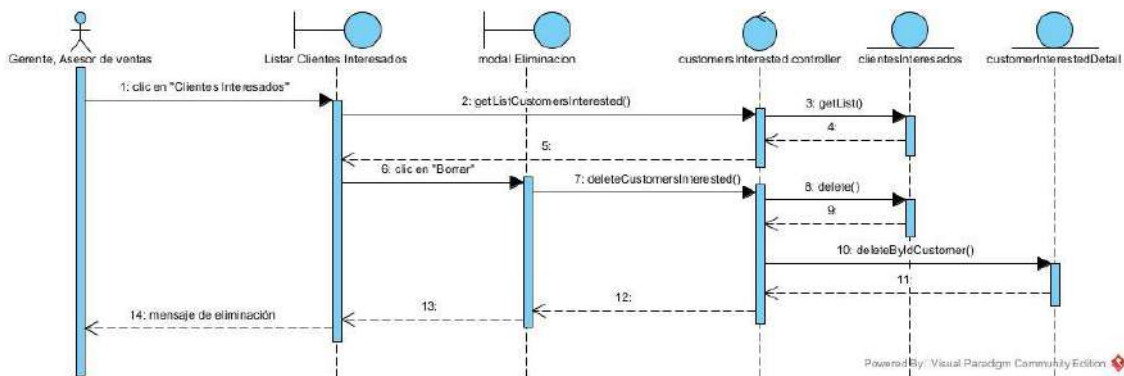 Gerente, Asesor de ventas
Listar Clientes Interesados
modal Eliminacion
customersInterested.controller
clientesInteresados
customerInterestedDetail
1: clic en "Clientes Interesados"
2: getListCustomersInterested()
3: getList()
4:
5:
6: clic en "Borrar"
7: deleteCustomersInterested()
8: delete()
9:
10: deleteByIdCustomer()
11:
12:
13:
14: mensaje de eliminación
Powered By: Visual Paradigm Community Edition